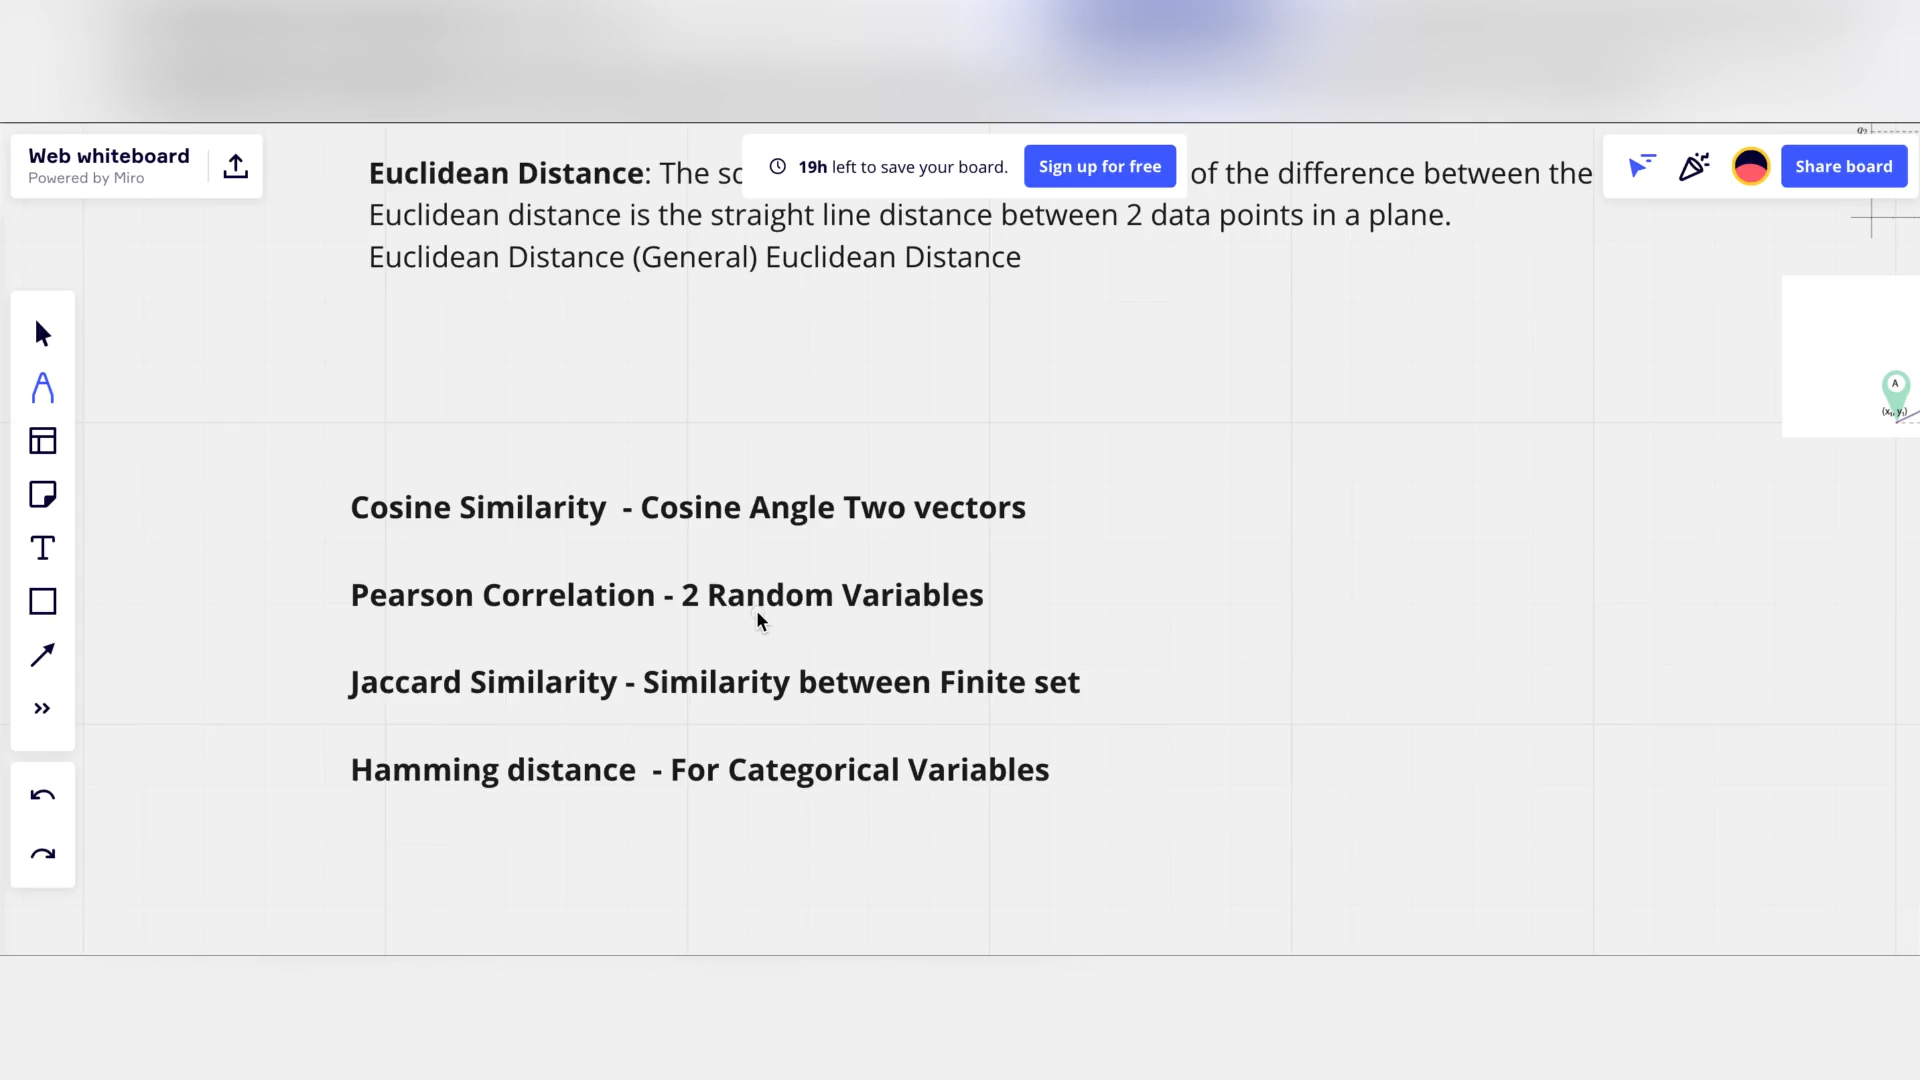 Web whiteboard
Powered by Miro
19h left to save your board.
Sign up for free
Share board
Euclidean Distance: The of the difference between the
Euclidean distance is the straight line distance between 2 data points in a plane.
Euclidean Distance (General) Euclidean Distance
A
(x₁, y₁)
Cosine Similarity - Cosine Angle Two vectors
Pearson Correlation - 2 Random Variables
Jaccard Similarity - Similarity between Finite set
Hamming distance - For Categorical Variables